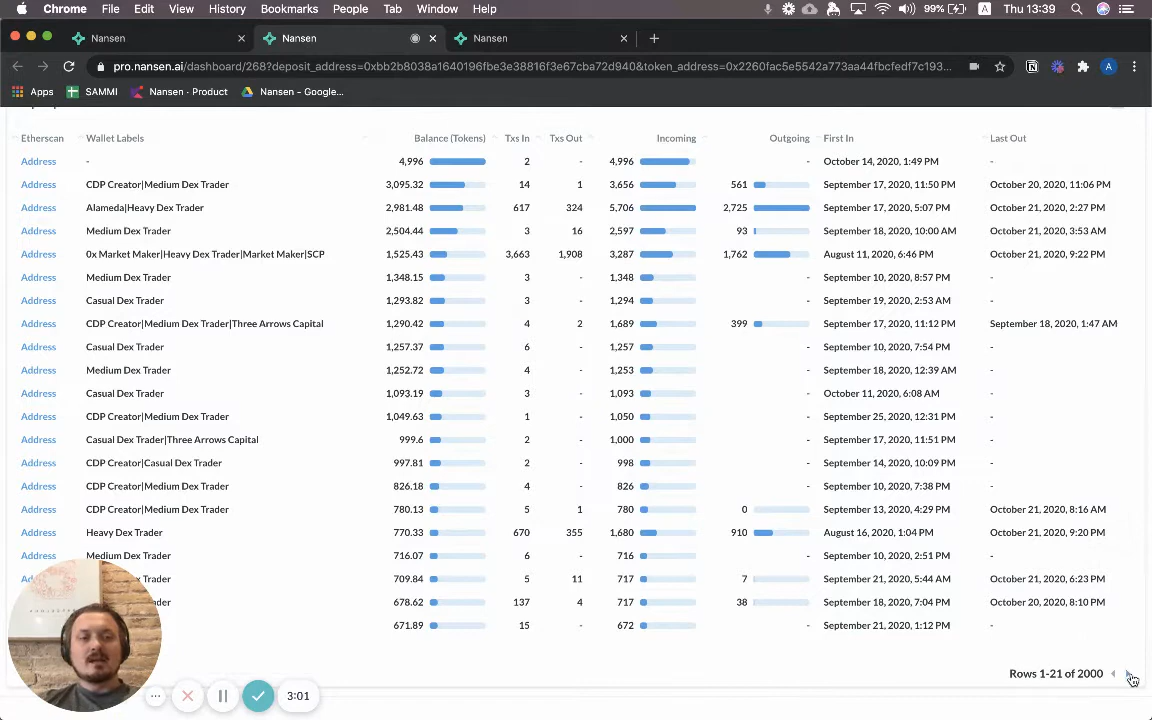 Chrome File Edit View History Bookmarks People Tab Window Help 99% A Thu 13:39
Nansen Nansen Nansen
pro.nansen.ai/dashboard/268?deposit_address=0xbb2b8038a1640196fbe3e38816f3e67cba72d940&token_address=0x2260fac5e5542a773aa44fbcfedf7c193... A
Apps SAMMI Nansen - Product Nansen – Google...
Etherscan Wallet Labels Balance (Tokens) Txs In Txs Out Incoming Outgoing First In Last Out
Address - 4,996 2 - 4,996 - October 14, 2020, 1:49 PM -
Address CDP Creator|Medium Dex Trader 3,095.32 14 1 3,656 561 September 17, 2020, 11:50 PM October 20, 2020, 11:06 PM
Address Alameda|Heavy Dex Trader 2,981.48 617 324 5,706 2,725 September 17, 2020, 5:07 PM October 21, 2020, 2:27 PM
Address Medium Dex Trader 2,504.44 3 16 2,597 93 September 18, 2020, 10:00 AM October 21, 2020, 3:53 AM
Address 0x Market Maker|Heavy Dex Trader|Market Maker|SCP 1,525.43 3,663 1,908 3,287 1,762 August 11, 2020, 6:46 PM October 21, 2020, 9:22 PM
Address Medium Dex Trader 1,348.15 3 - 1,348 - September 10, 2020, 8:57 PM -
Address Casual Dex Trader 1,293.82 3 - 1,294 - September 19, 2020, 2:53 AM -
Address CDP Creator|Medium Dex Trader|Three Arrows Capital 1,290.42 4 2 1,689 399 September 17, 2020, 11:12 PM September 18, 2020, 1:47 AM
Address Casual Dex Trader 1,257.37 6 - 1,257 - September 10, 2020, 7:54 PM -
Address Medium Dex Trader 1,252.72 4 - 1,253 - September 18, 2020, 12:39 AM -
Address Casual Dex Trader 1,093.19 3 - 1,093 - October 11, 2020, 6:08 AM -
Address CDP Creator|Medium Dex Trader 1,049.63 1 - 1,050 - September 25, 2020, 12:31 PM -
Address Casual Dex Trader|Three Arrows Capital 999.6 2 - 1,000 - September 17, 2020, 11:51 PM -
Address CDP Creator|Casual Dex Trader 997.81 2 - 998 - September 14, 2020, 10:09 PM -
Address CDP Creator|Medium Dex Trader 826.18 4 - 826 - September 10, 2020, 7:38 PM -
Address CDP Creator|Medium Dex Trader 780.13 5 1 780 0 September 13, 2020, 4:29 PM October 21, 2020, 8:16 AM
Address Heavy Dex Trader 770.33 670 355 1,680 910 August 16, 2020, 1:04 PM October 21, 2020, 9:20 PM
Address Medium Dex Trader 716.07 6 - 716 - September 10, 2020, 2:51 PM -
Trader 709.84 5 11 717 7 September 21, 2020, 5:44 AM October 21, 2020, 6:23 PM
Trader 678.62 137 4 717 38 September 18, 2020, 7:04 PM October 20, 2020, 8:10 PM
671.89 15 - 672 - September 21, 2020, 1:12 PM -
Rows 1-21 of 2000
3:01